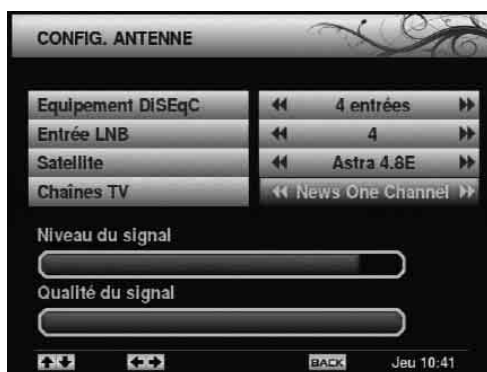 CONFIG. ANTENNE
Equipement DiSEqC 4 entrées
Entrée LNB 4
Satellite Astra 4.8E
Chaînes TV News One Channel
Niveau du signal
Qualité du signal
BACK Jeu 10:41